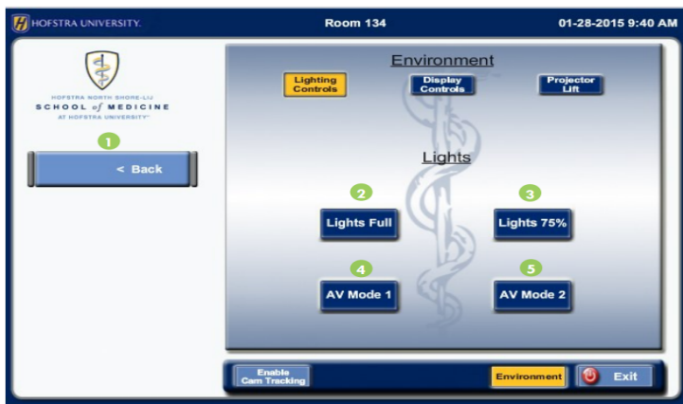 HOFSTRA UNIVERSITY.
Room 134
01-28-2015 9:40 AM
HOFSTRA NORTH SHORE-LIJ
SCHOOL of MEDICINE
AT HOFSTRA UNIVERSITY
1
< Back
Environment
Lighting
Controls
Display
Controls
Projector
Lift
Lights
2
Lights Full
3
Lights 75%
4
AV Mode 1
5
AV Mode 2
Enable
Cam Tracking
Environment
Exit